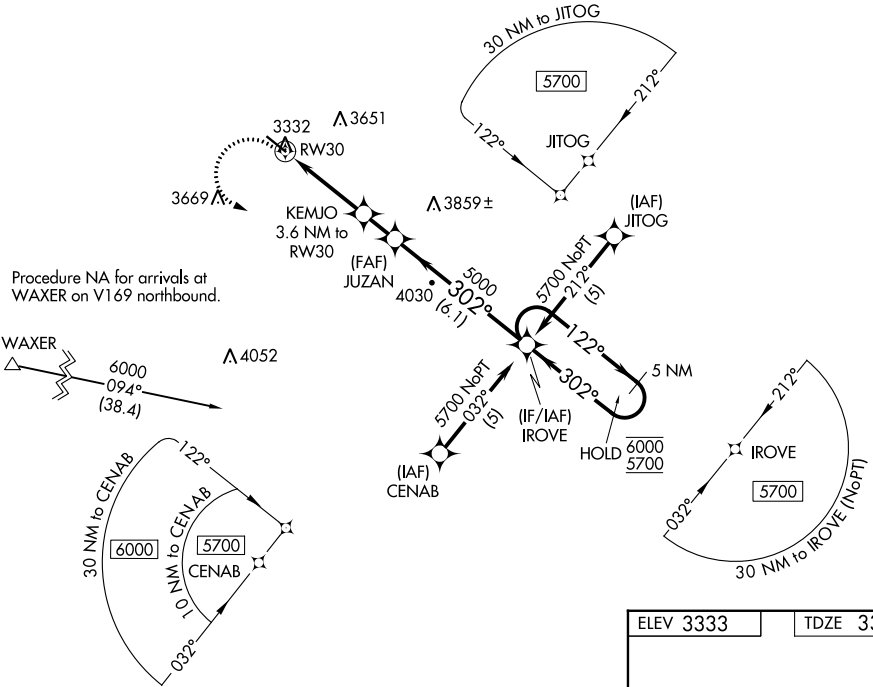 30 NM to JITOG
5700
212°
122°
JITOG
3332
3651
RW30
3669
3859±
KEMJO
3.6 NM to
RW30
(IAF)
JITOG
(FAF)
JUZAN
5000
302°
(6.1)
4030
5700 NoPT
212°
(5)
Procedure NA for arrivals at
WAXER on V169 northbound.
WAXER
6000
094°
(38.4)
4052
122°
302°
5 NM
5700 NoPT
032°
(5)
(IF/IAF)
IROVE
HOLD
6000
5700
(IAF)
CENAB
212°
IROVE
5700
032°
30 NM to IROVE (NoPT)
122°
30 NM to CENAB
6000
10 NM to CENAB
5700
CENAB
032°
ELEV 3333
TDZE 33